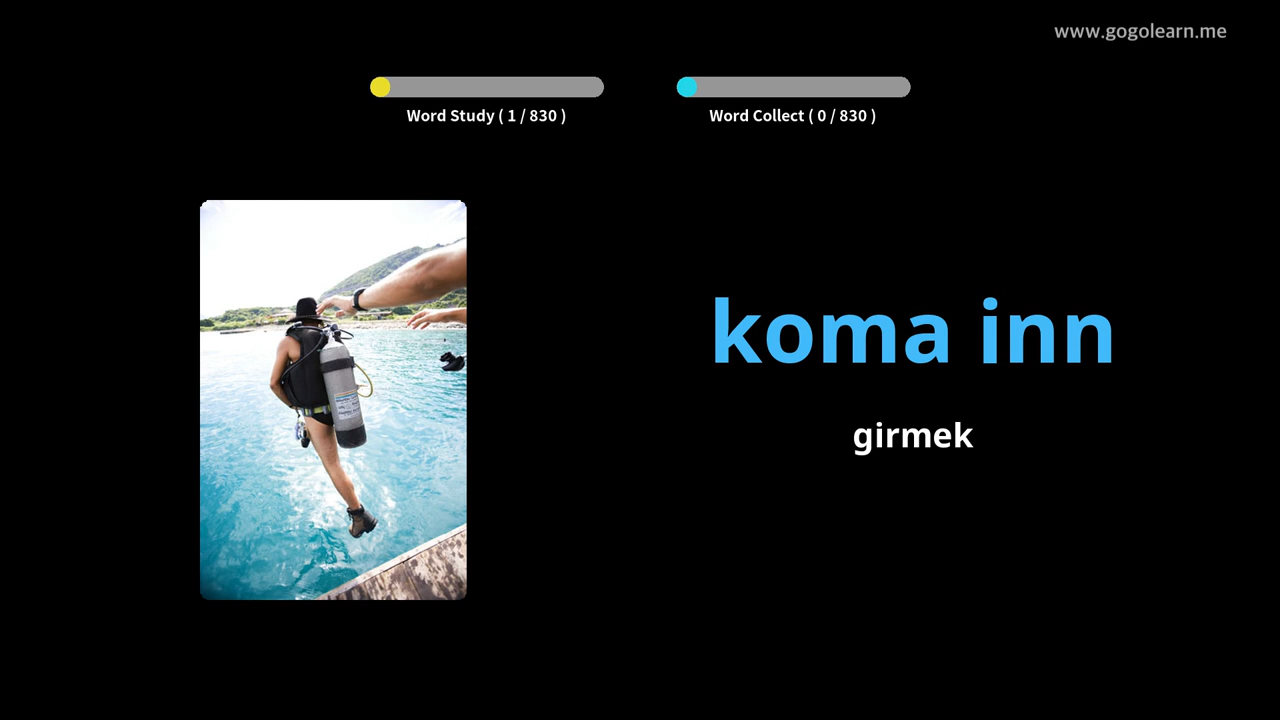 www.gogolearn.me
Word Study ( 1 / 830 )
Word Collect ( 0 / 830 )
koma inn
girmek